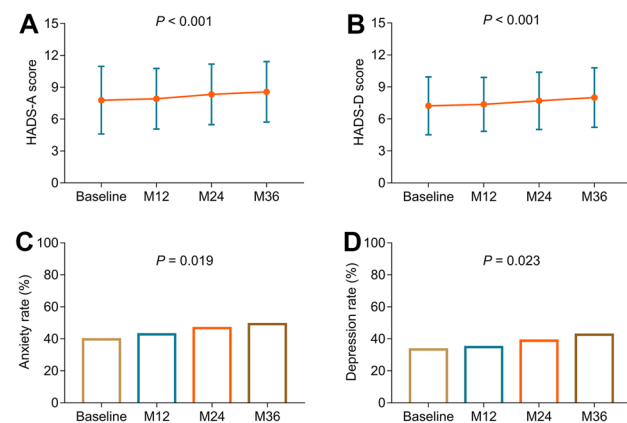 A
P < 0.001
HADS-A score
15
12
9
6
3
0
Baseline M12 M24 M36
B
P < 0.001
HADS-D score
15
12
9
6
3
0
Baseline M12 M24 M36
C
P = 0.019
Anxiety rate (%)
100
80
60
40
20
0
Baseline M12 M24 M36
D
P = 0.023
Depression rate (%)
100
80
60
40
20
0
Baseline M12 M24 M36